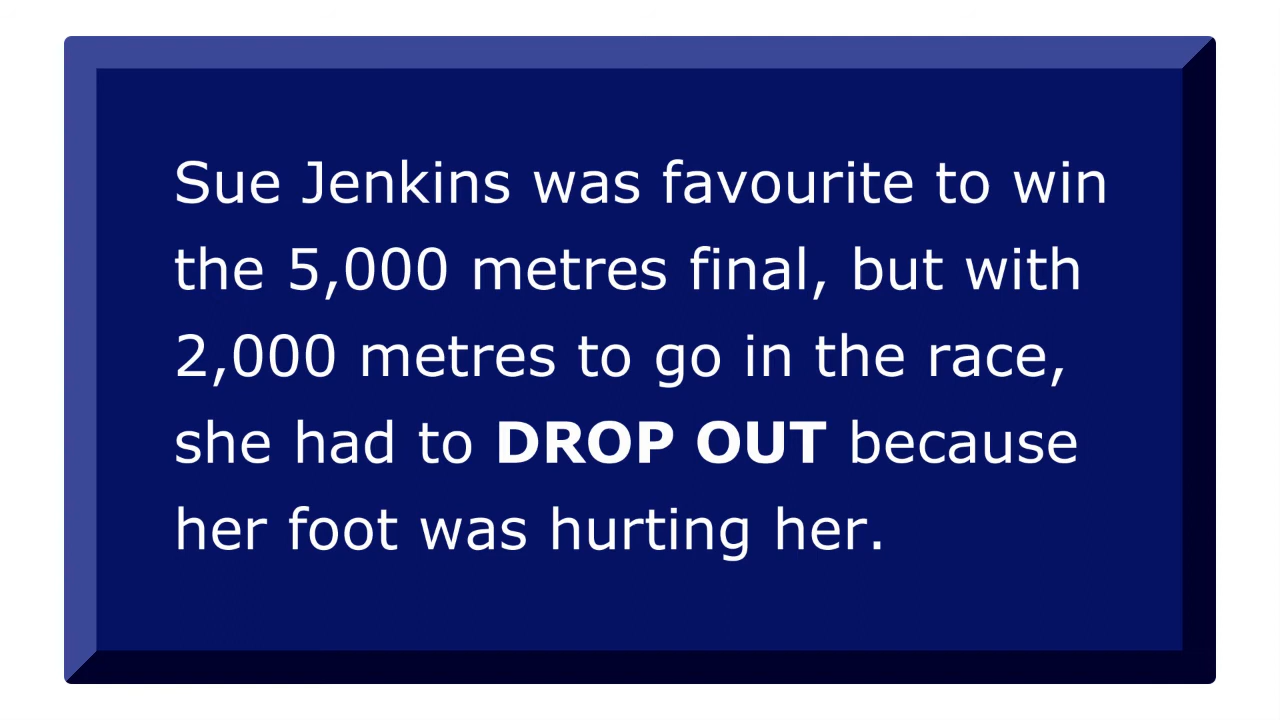 Sue Jenkins was favourite to win
the 5,000 metres final, but with
2,000 metres to go in the race,
she had to DROP OUT because
her foot was hurting her.